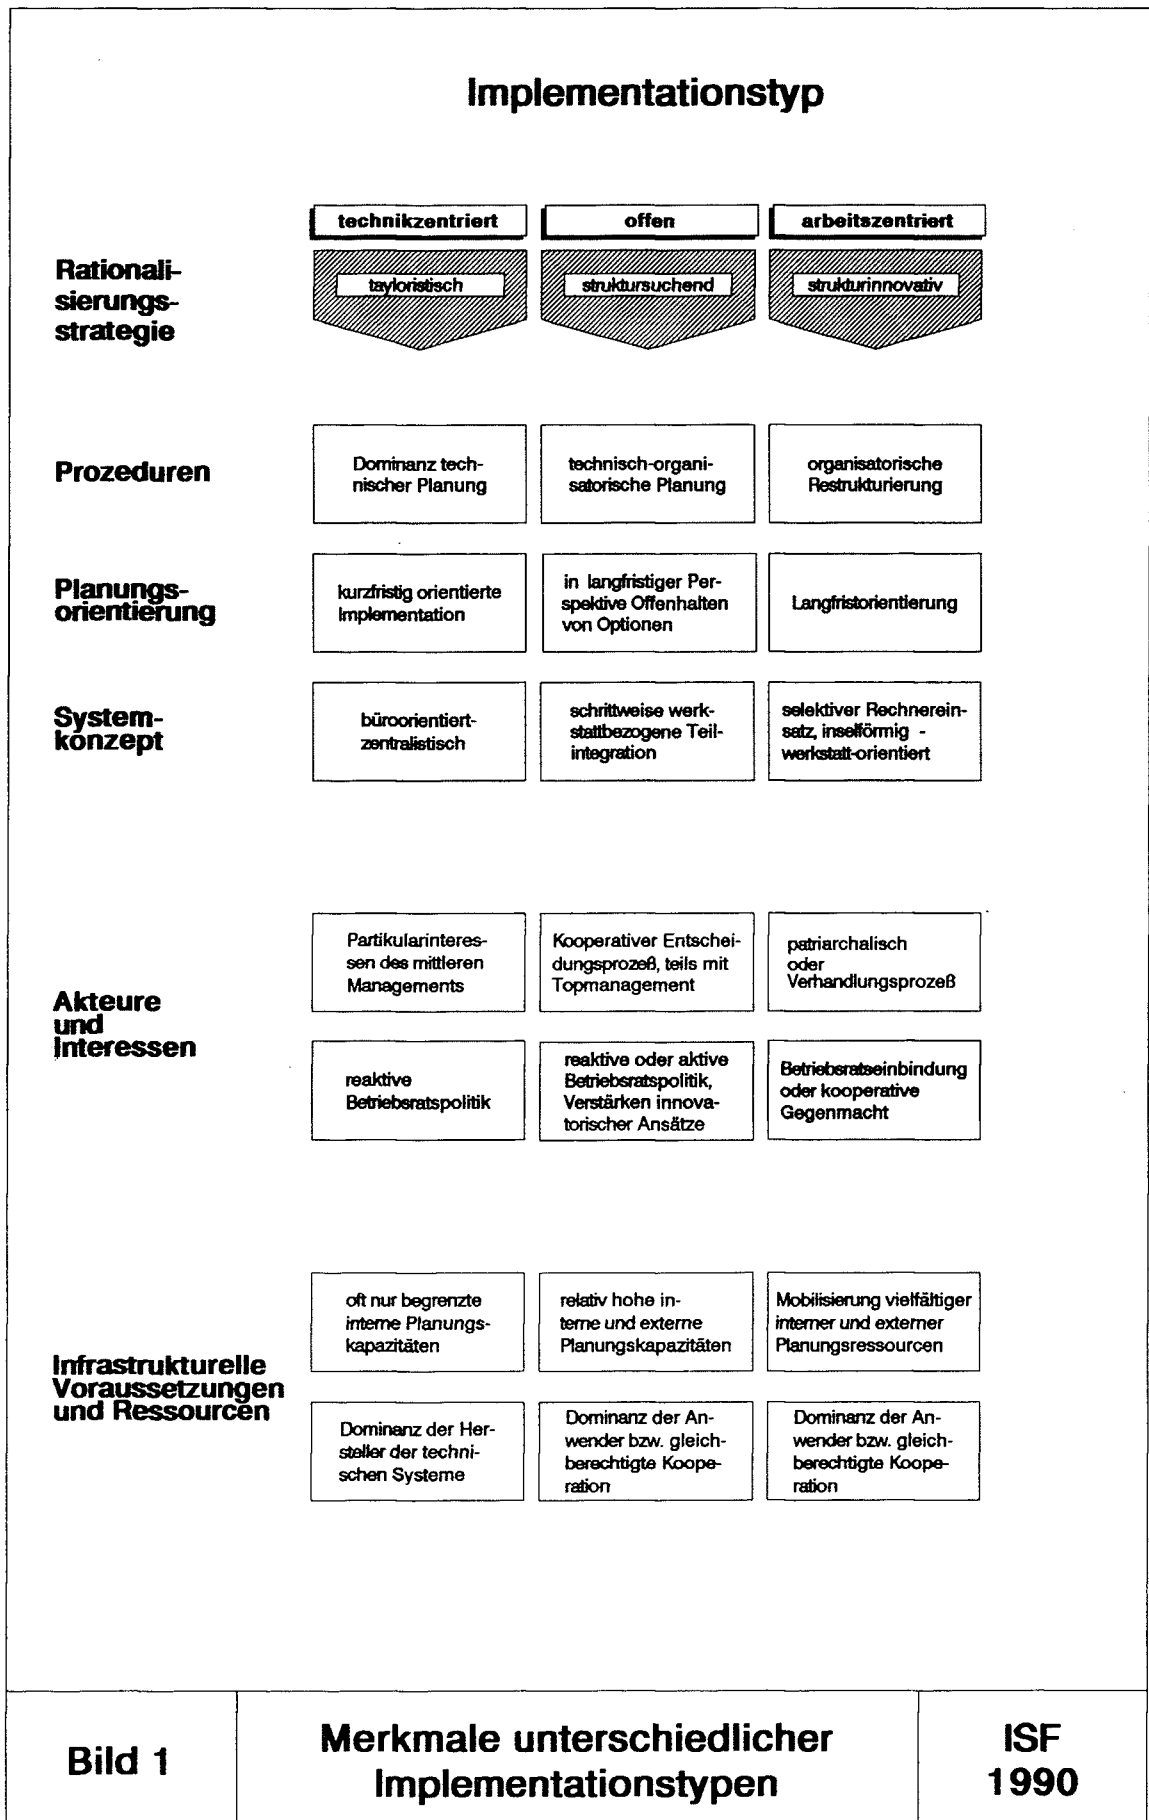 Implementationstyp
technikzentriert
offen
arbeitszentriert
Rationali-
sierungs-
strategie
tayloristisch
struktursuchend
strukturinnovativ
Prozeduren
Dominanz tech-
nischer Planung
technisch-organi-
satorische Planung
organisatorische
Restrukturierung
Planungs-
orientierung
kurzfristig orientierte
Implementation
in langfristiger Per-
spektive Offenhalten
von Optionen
Langfristorientierung
System-
konzept
büroorientiert-
zentralistisch
schrittweise werk-
stattbezogene Teil-
integration
selektiver Rechnerein-
satz, inselförmig -
werkstatt-orientiert
Akteure
und
Interessen
Partikularinteres-
sen des mittleren
Managements
Kooperativer Entschei-
dungsprozeß, teils mit
Topmanagement
patriarchalisch
oder
Verhandlungsprozeß
reaktive
Betriebsratspolitik
reaktive oder aktive
Betriebsratspolitik,
Verstärken innova-
torischer Ansätze
Betriebsratseinbindung
oder kooperative
Gegenmacht
Infrastrukturelle
Voraussetzungen
und Ressourcen
oft nur begrenzte
interne Planungs-
kapazitäten
relativ hohe in-
terne und externe
Planungskapazitäten
Mobilisierung vielfältiger
interner und externer
Planungsressourcen
Dominanz der Her-
steller der techni-
schen Systeme
Dominanz der An-
wender bzw. gleich-
berechtigte Koope-
ration
Dominanz der An-
wender bzw. gleich-
berechtigte Koope-
ration
Bild 1
Merkmale unterschiedlicher
Implementationstypen
ISF
1990